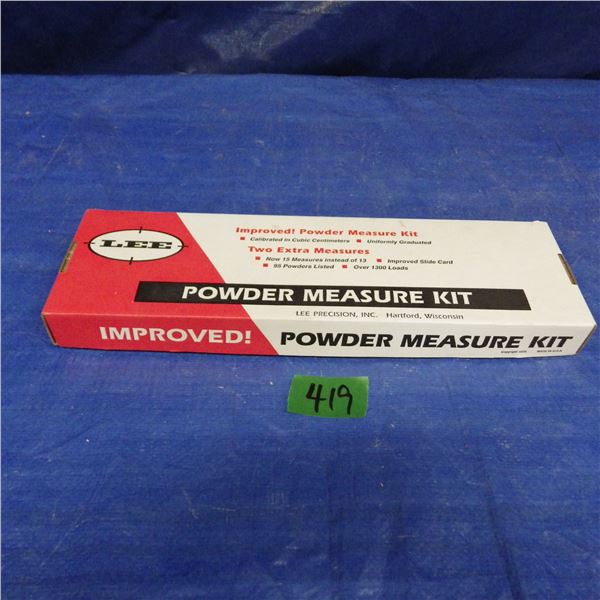 LEE
Improved! Powder Measure Kit
■ Calibrated in Cubic Centimeters ■ Uniformly Graduated
Two Extra Measures
■ Now 15 Measures instead of 13 ■ Improved Slide Card
■ 95 Powders Listed ■ Over 1300 Loads
POWDER MEASURE KIT
LEE PRECISION, INC. Hartford, Wisconsin
IMPROVED! POWDER MEASURE KIT
MADE IN U.S.A.
419